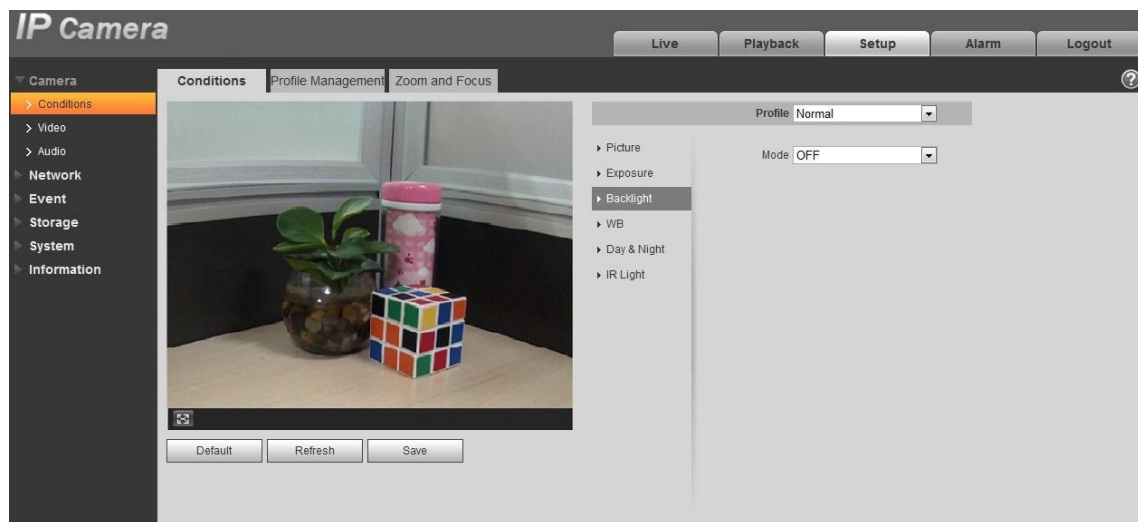 IP Camera
Live
Playback
Setup
Alarm
Logout
Camera
Conditions
Video
Audio
Network
Event
Storage
System
Information
Conditions
Profile Management
Zoom and Focus
?
Profile Normal
Picture
Exposure
Backlight
WB
Day & Night
IR Light
Mode OFF
Default
Refresh
Save